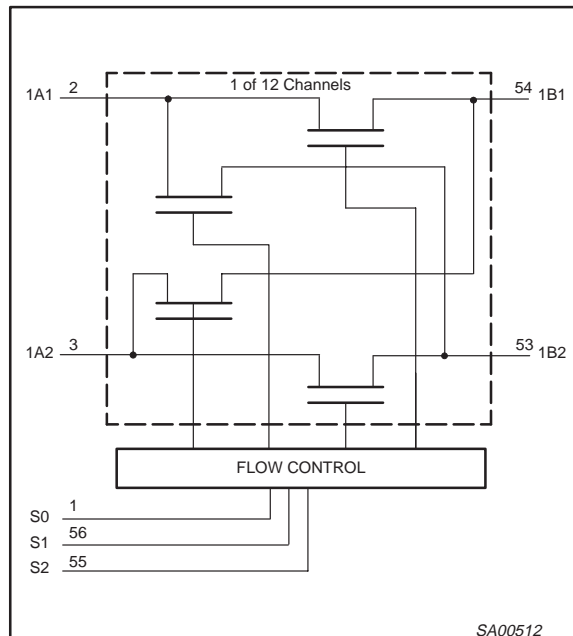 1 of 12 Channels
1A1 2 54 1B1
1A2 3 53 1B2
FLOW CONTROL
S0 1
S1 56
S2 55
SA00512